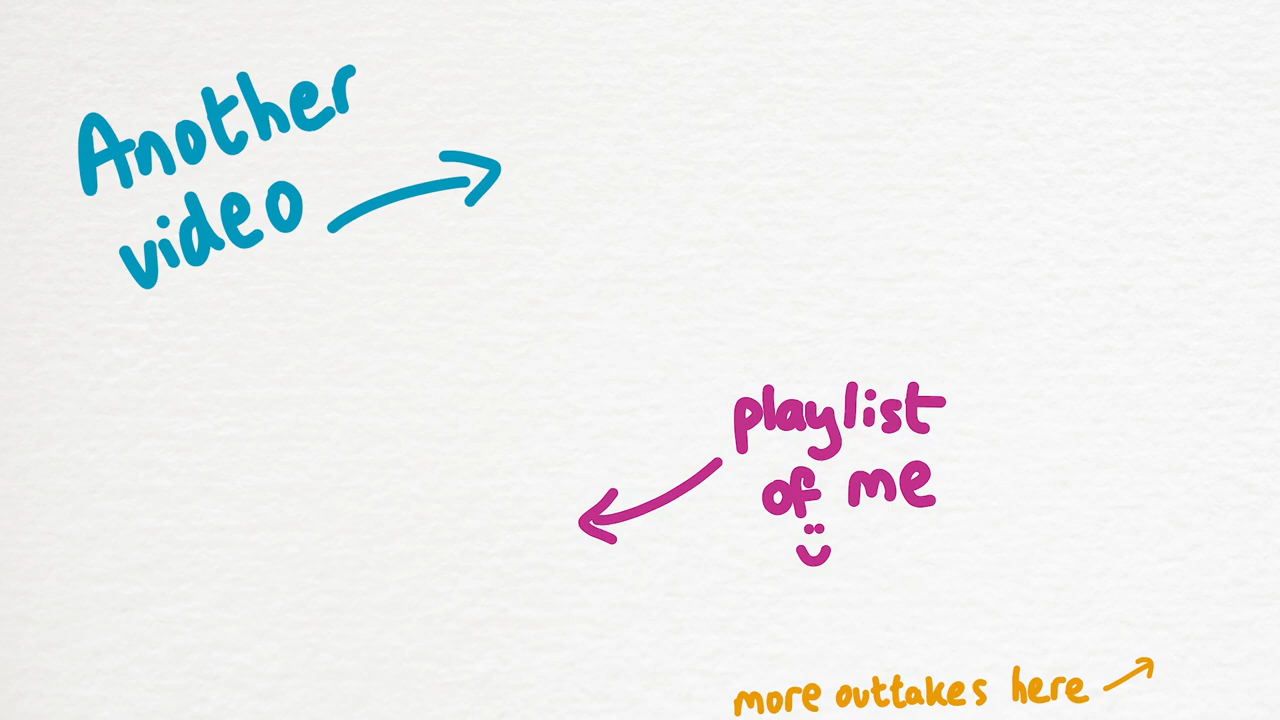 Another
video
playlist
of me
more outtakes here